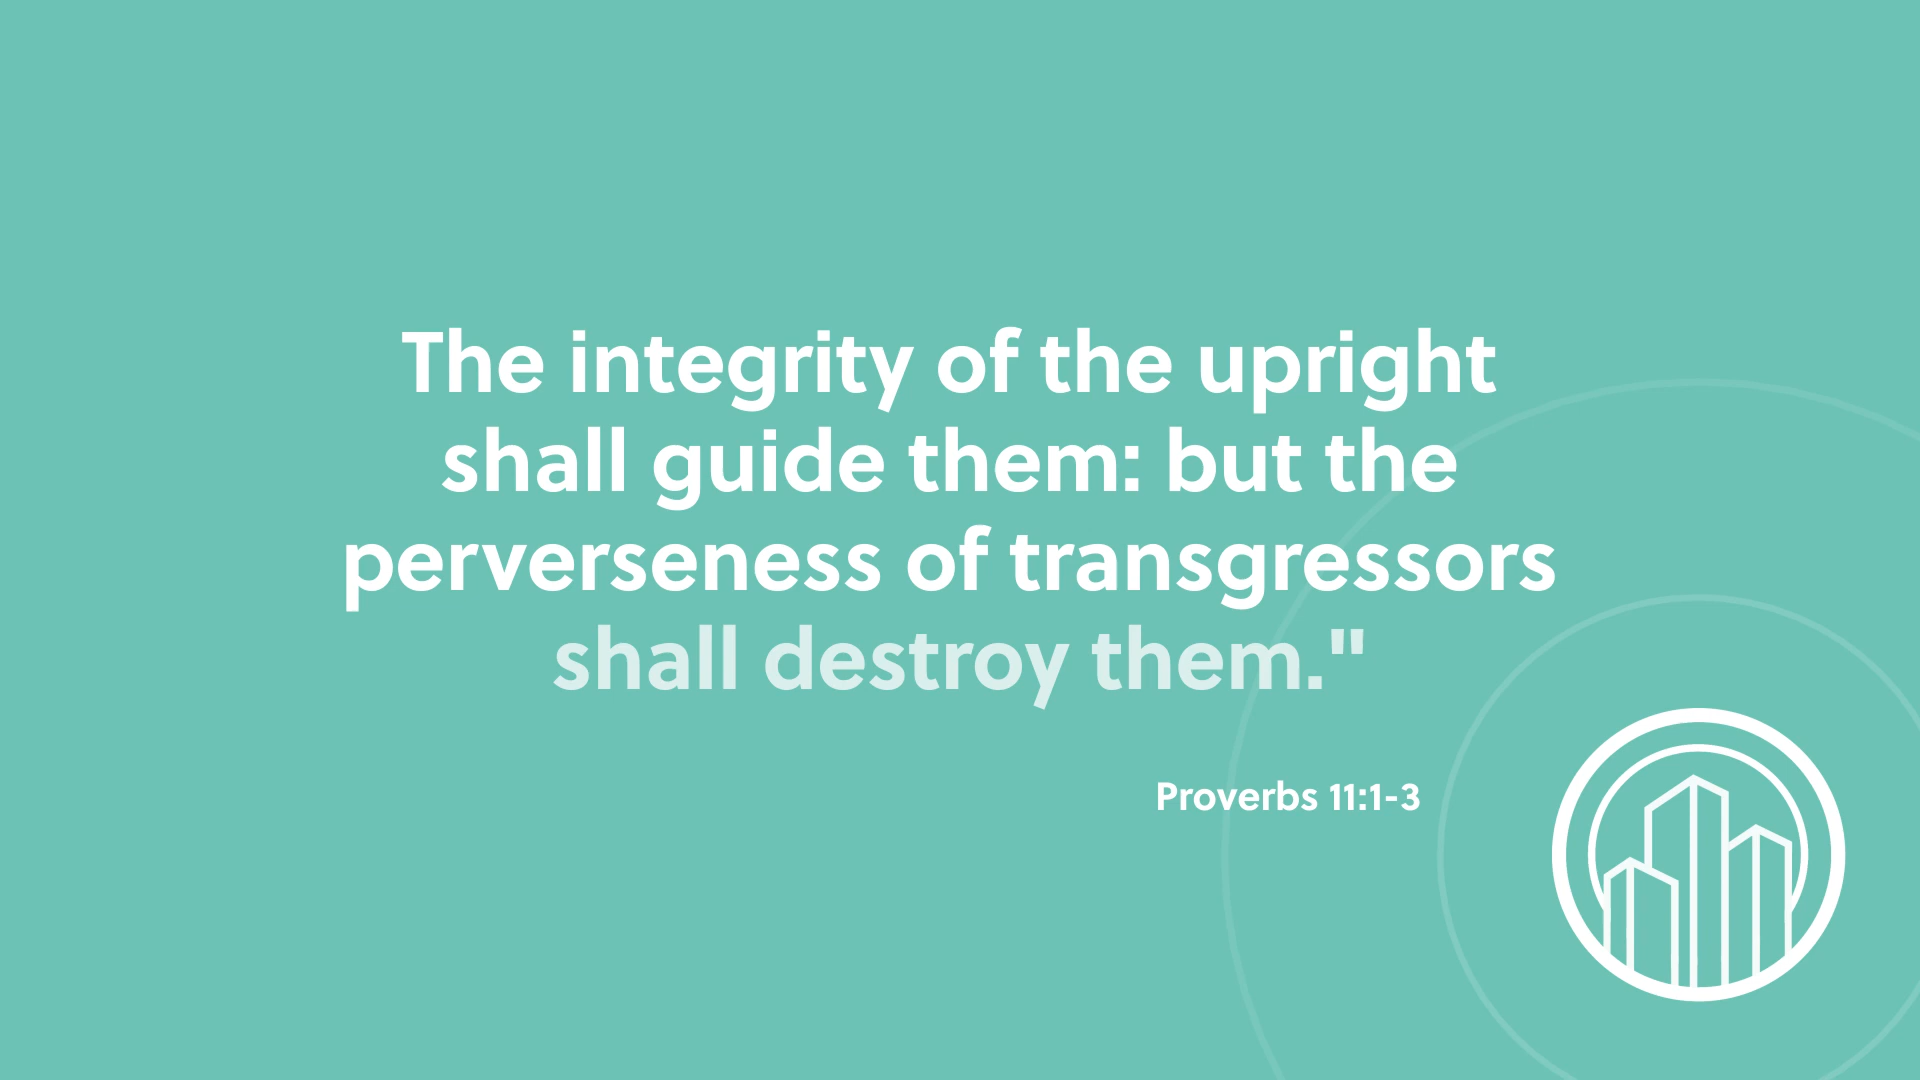 The integrity of the upright
shall guide them: but the
perverseness of transgressors
shall destroy them."
Proverbs 11:1-3